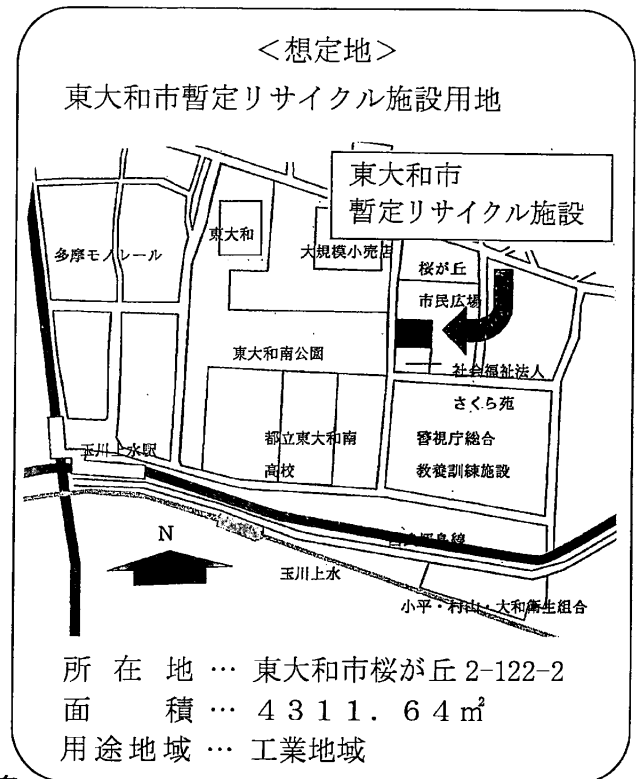 <想定地>
東大和市暫定リサイクル施設用地
東大和市
暫定リサイクル施設
東大和
大規模小売店
多摩モノレール
桜が丘
市民広場
東大和南公園
社会福祉法人
さくら苑
都立東大和南
高校
警視庁総合
教養訓練施設
玉川上水駅
N
玉川上水
小平・村山・大和衛生組合
所在地…東大和市桜が丘2-122-2
面積…4311.64㎡
用途地域…工業地域